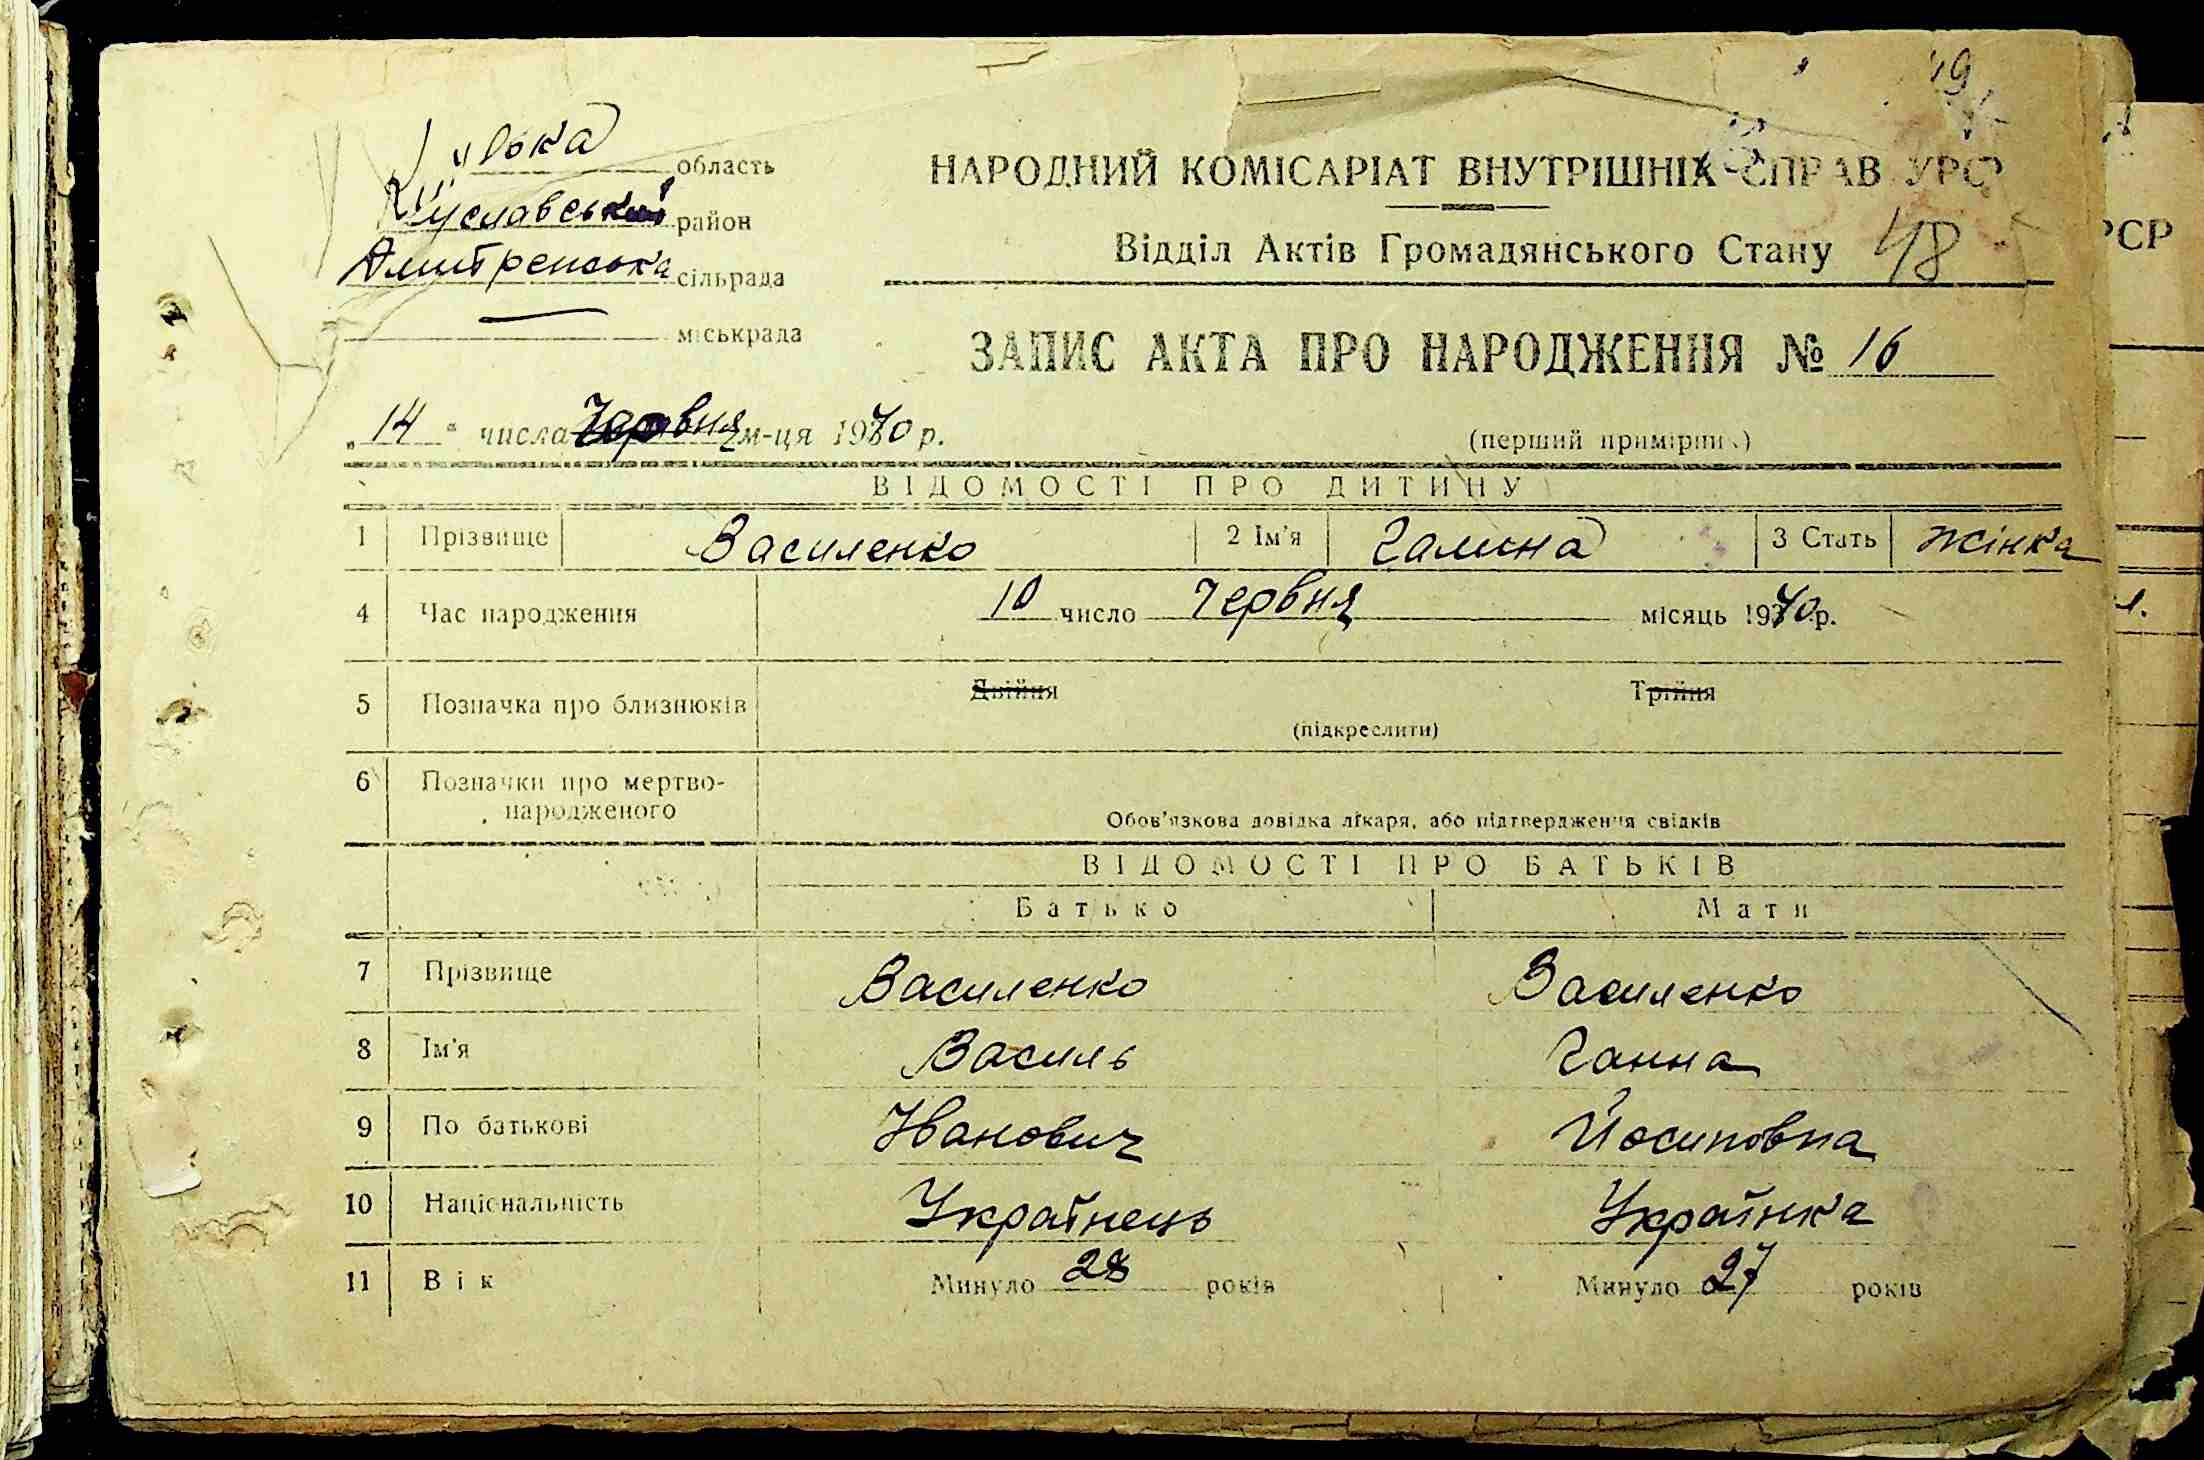 область
район
Дмитренська сільрада
міськрада
НАРОДНИЙ КОМІСАРІАТ ВНУТРІШНІХ СПРАВ УРС
Відділ Актів Громадянського Стану 48
ЗАПИС АКТА ПРО НАРОДЖЕННЯ № 16
„ 14 “ числа Червня м-ця 1940 р.
(перший примірник)
ВІДОМОСТІ ПРО ДИТИНУ
1 Прізвище Василенко 2 Ім'я Галина 3 Стать жінка
4 Час народження 10 число Червня місяць 1940 р.
5 Позначка про близнюків Двійня Трійня
(підкреслити)
6 Позначки про мертво-
народженого
Обов'язкова довідка лікаря, або підтвердження свідків
ВІДОМОСТІ ПРО БАТЬКІВ
Батько Мати
7 Прізвище Василенко Василенко
8 Ім'я Василь Ганна
9 По батькові Іванович Йосиповна
10 Національність Українець Українка
11 Вік Минуло 28 років Минуло 27 років
РСР